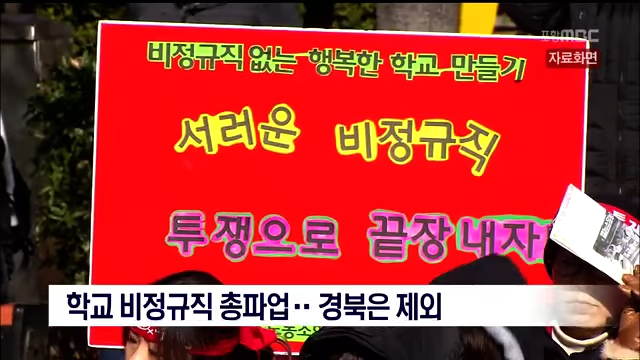 포항MBC
자료화면
비정규직없는 행복한 학교 만들기
서러운 비정규직
투쟁으로 끝장내자
학교 비정규직 총파업‥ 경북은 제외